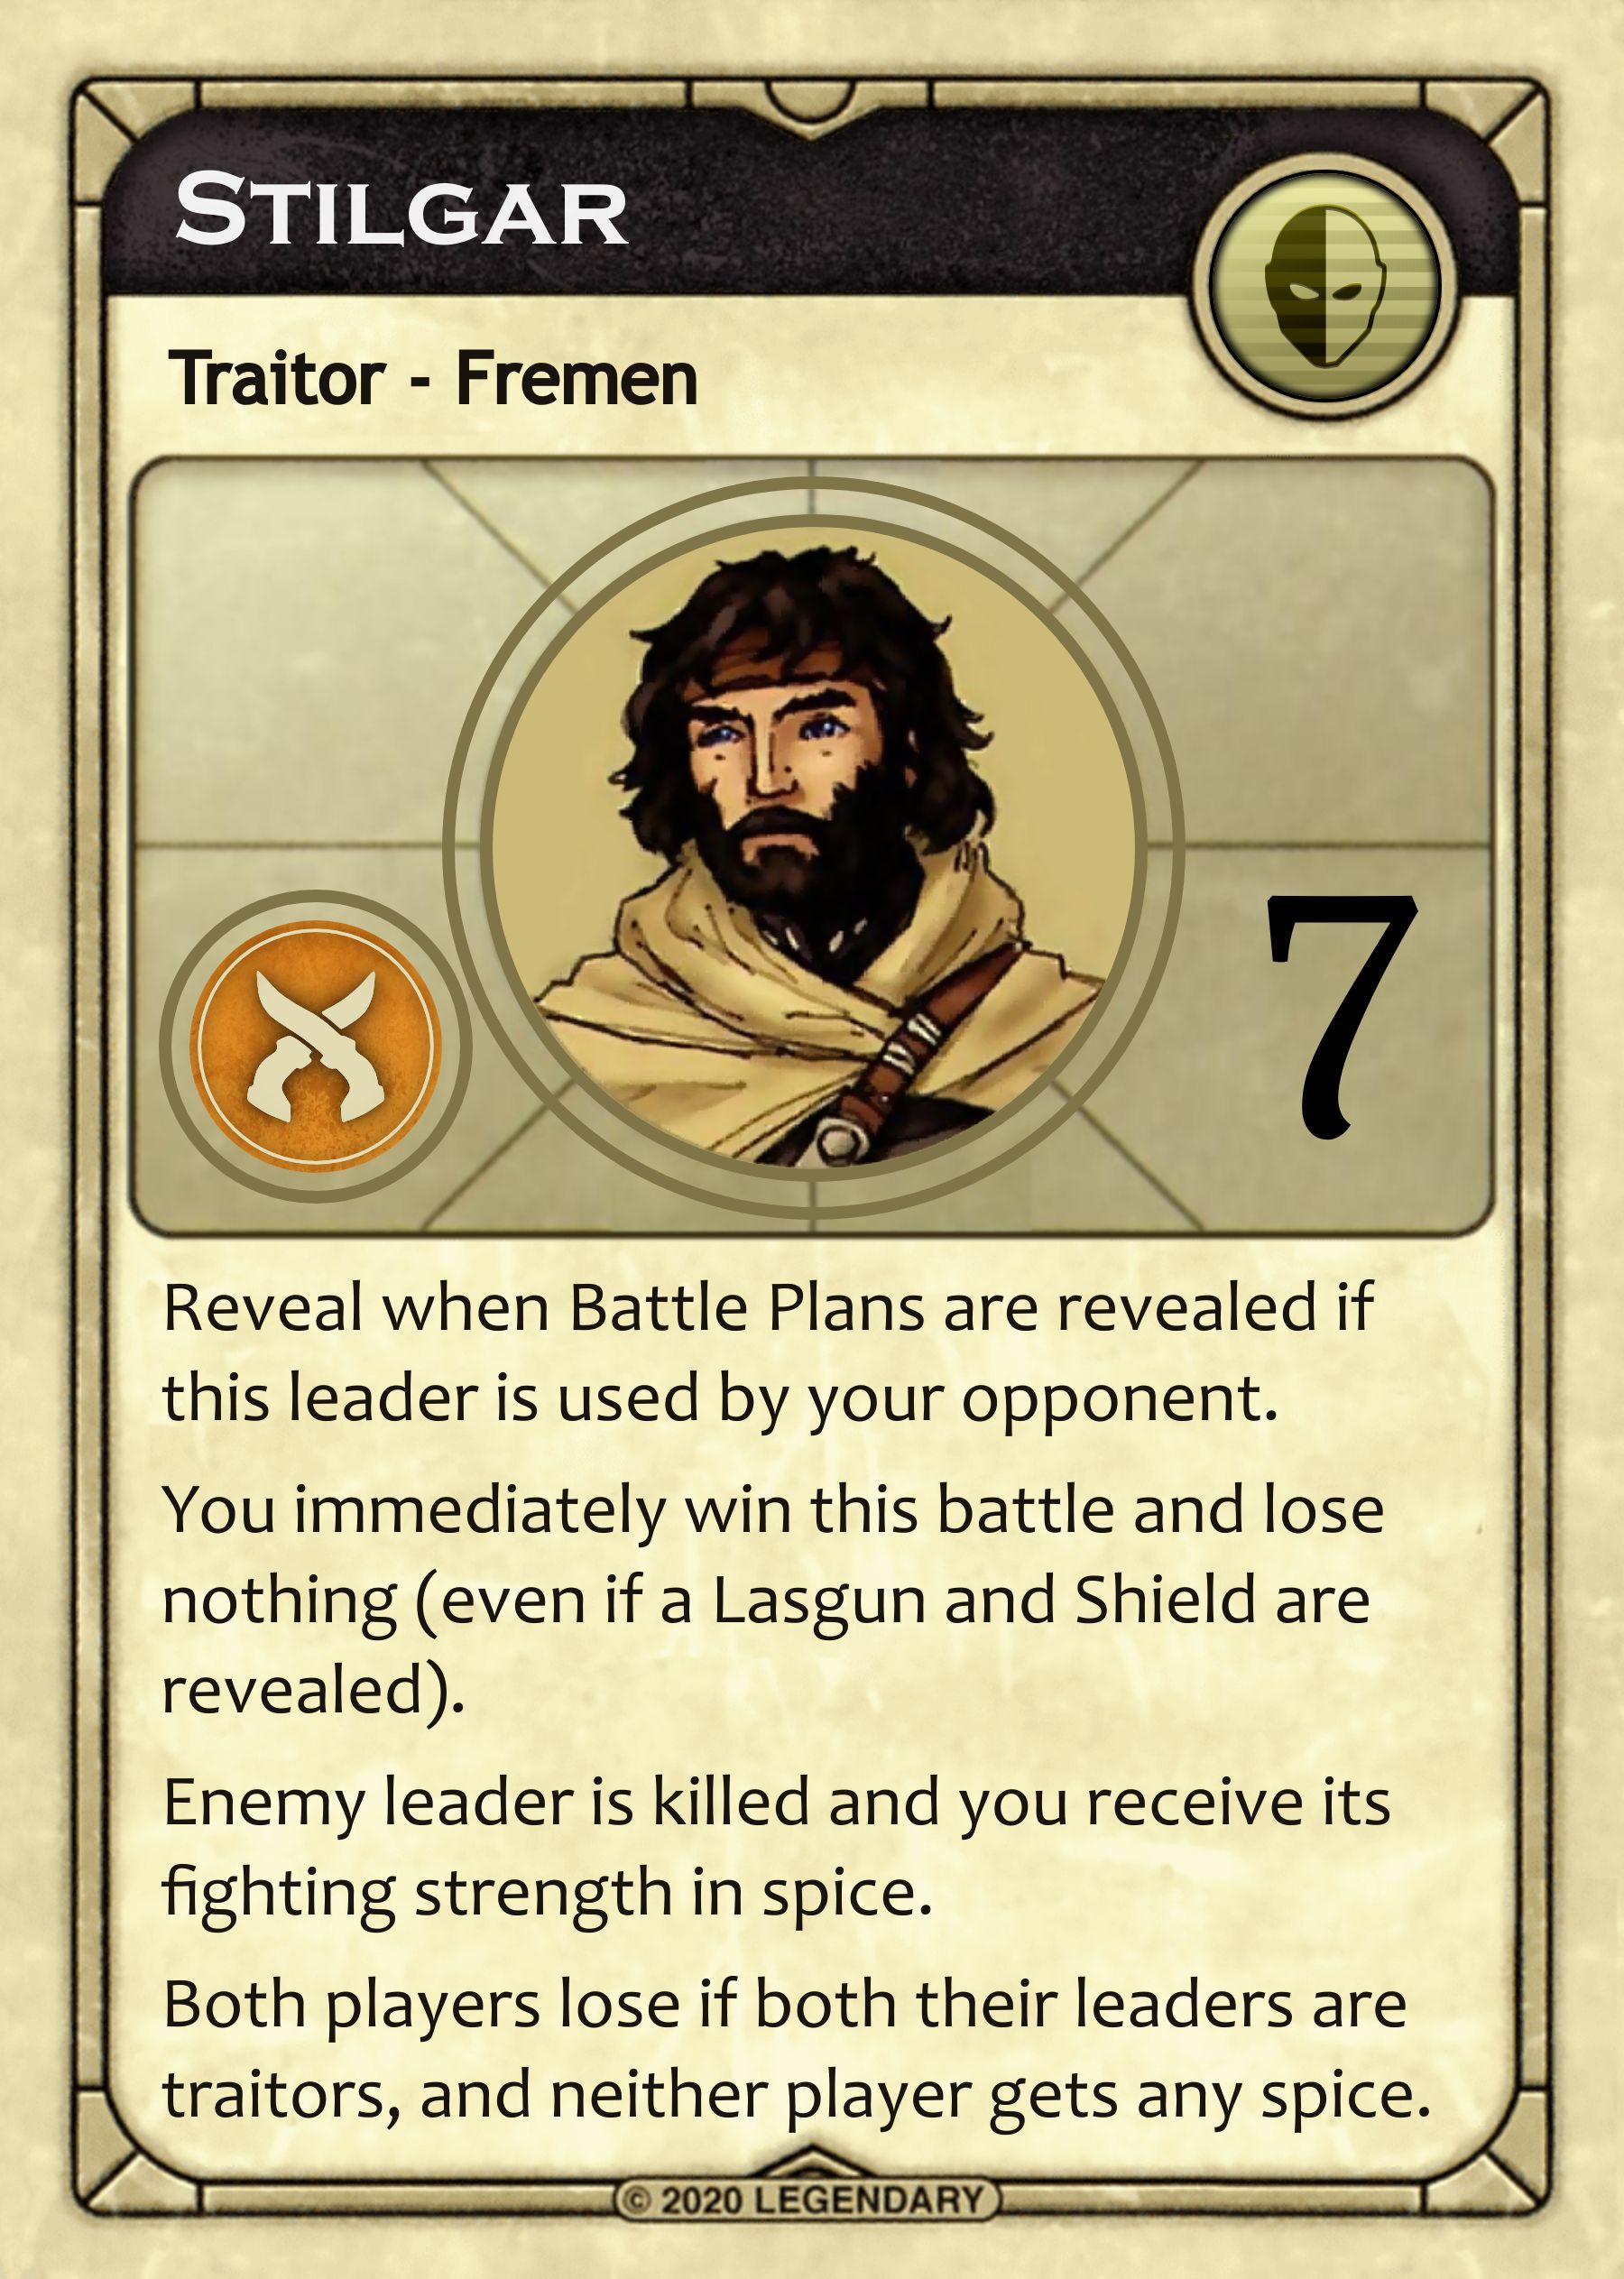 STILGAR
Traitor - Fremen
7
Reveal when Battle Plans are revealed if
this leader is used by your opponent.
You immediately win this battle and lose
nothing (even if a Lasgun and Shield are
revealed).
Enemy leader is killed and you receive its
fighting strength in spice.
Both players lose if both their leaders are
traitors, and neither player gets any spice.
© 2020 LEGENDARY